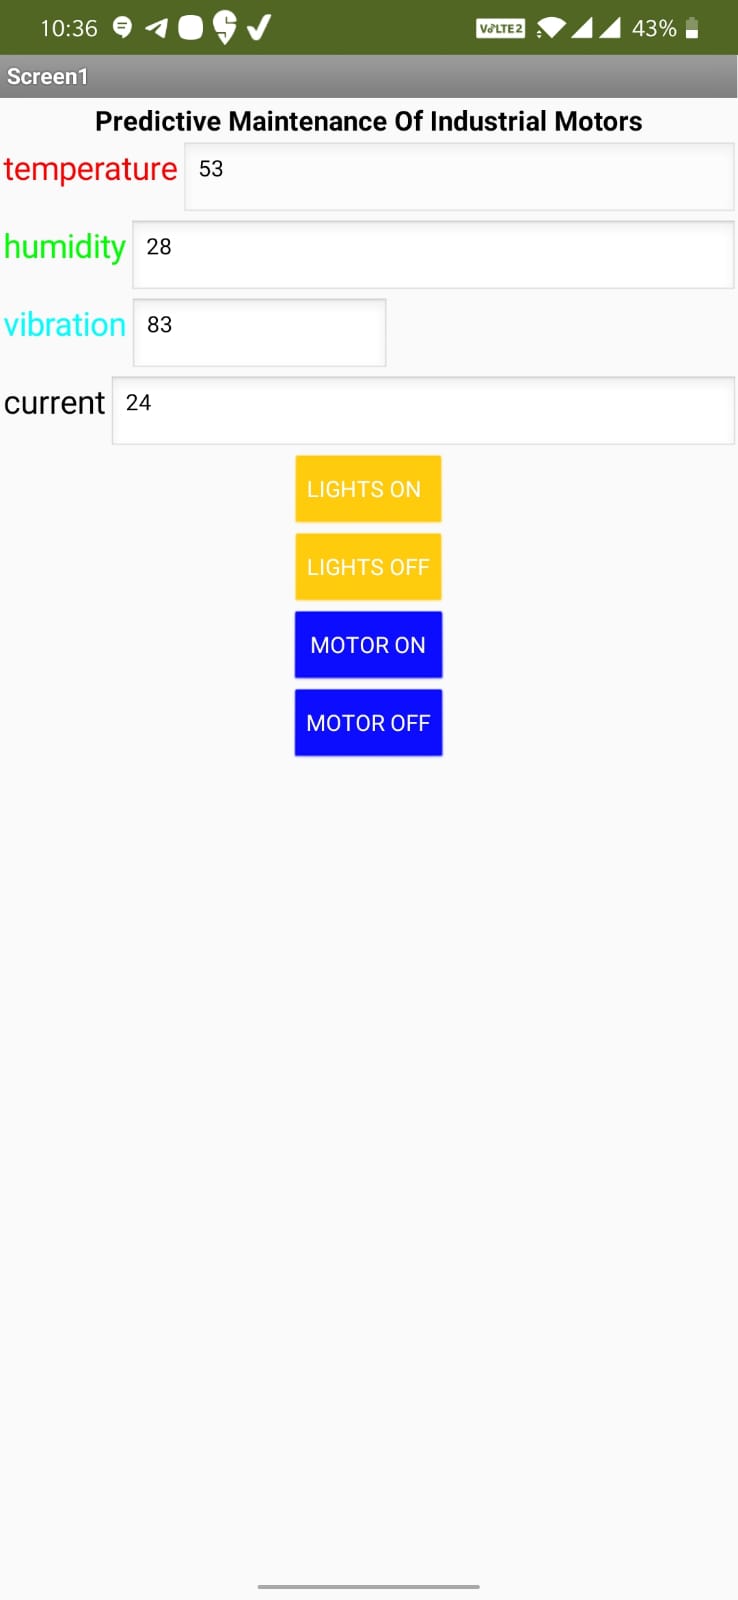 10:36 VoLTE2 43%
Screen1
Predictive Maintenance Of Industrial Motors
temperature 53
humidity 28
vibration 83
current 24
LIGHTS ON
LIGHTS OFF
MOTOR ON
MOTOR OFF